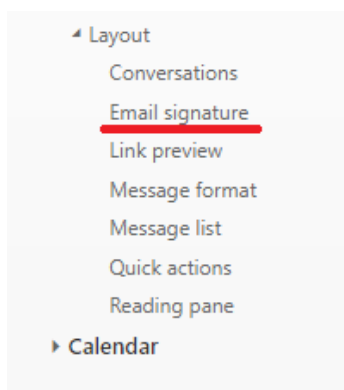 Layout
Conversations
Email signature
Link preview
Message format
Message list
Quick actions
Reading pane
Calendar